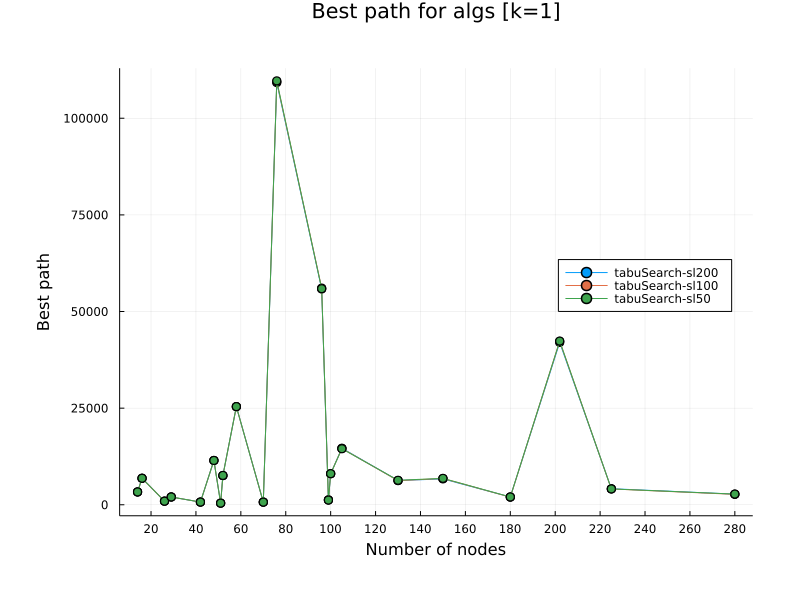 Best path for algs [k=1]
100000
75000
50000
25000
0
Best path
tabuSearch-sl200
tabuSearch-sl100
tabuSearch-sl50
20 40 60 80 100 120 140 160 180 200 220 240 260 280
Number of nodes